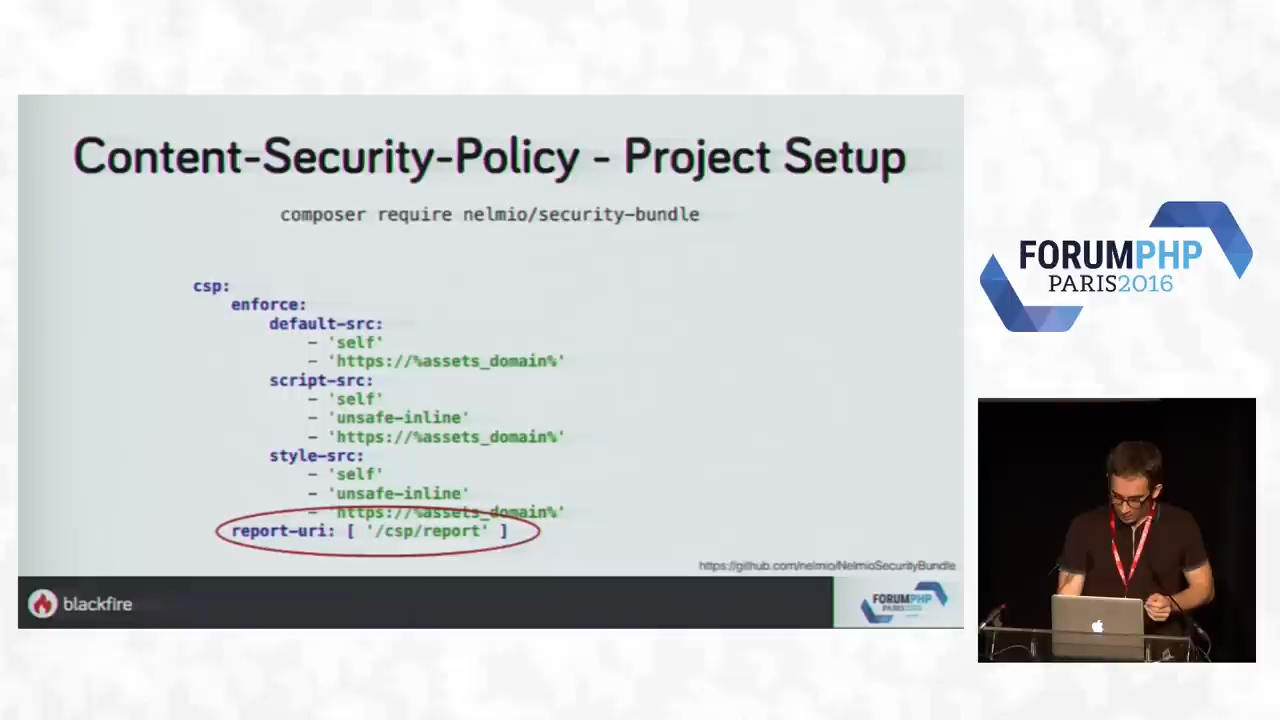 Content-Security-Policy - Project Setup
composer require nelmio/security-bundle
csp:
enforce:
default-src:
- 'self'
- 'https://%assets_domain%'
script-src:
- 'self'
- 'unsafe-inline'
- 'https://%assets_domain%'
style-src:
- 'self'
- 'unsafe-inline'
- 'https://%assets_domain%'
report-uri: [ '/csp/report' ]
https://github.com/nelmio/NelmioSecurityBundle
blackfire
FORUMPHP
PARIS2016
FORUMPHP
PARIS2016